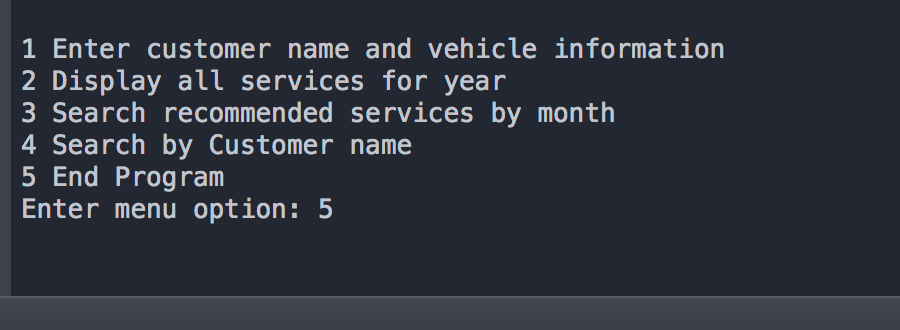 1 Enter customer name and vehicle information
2 Display all services for year
3 Search recommended services by month
4 Search by Customer name
5 End Program
Enter menu option: 5